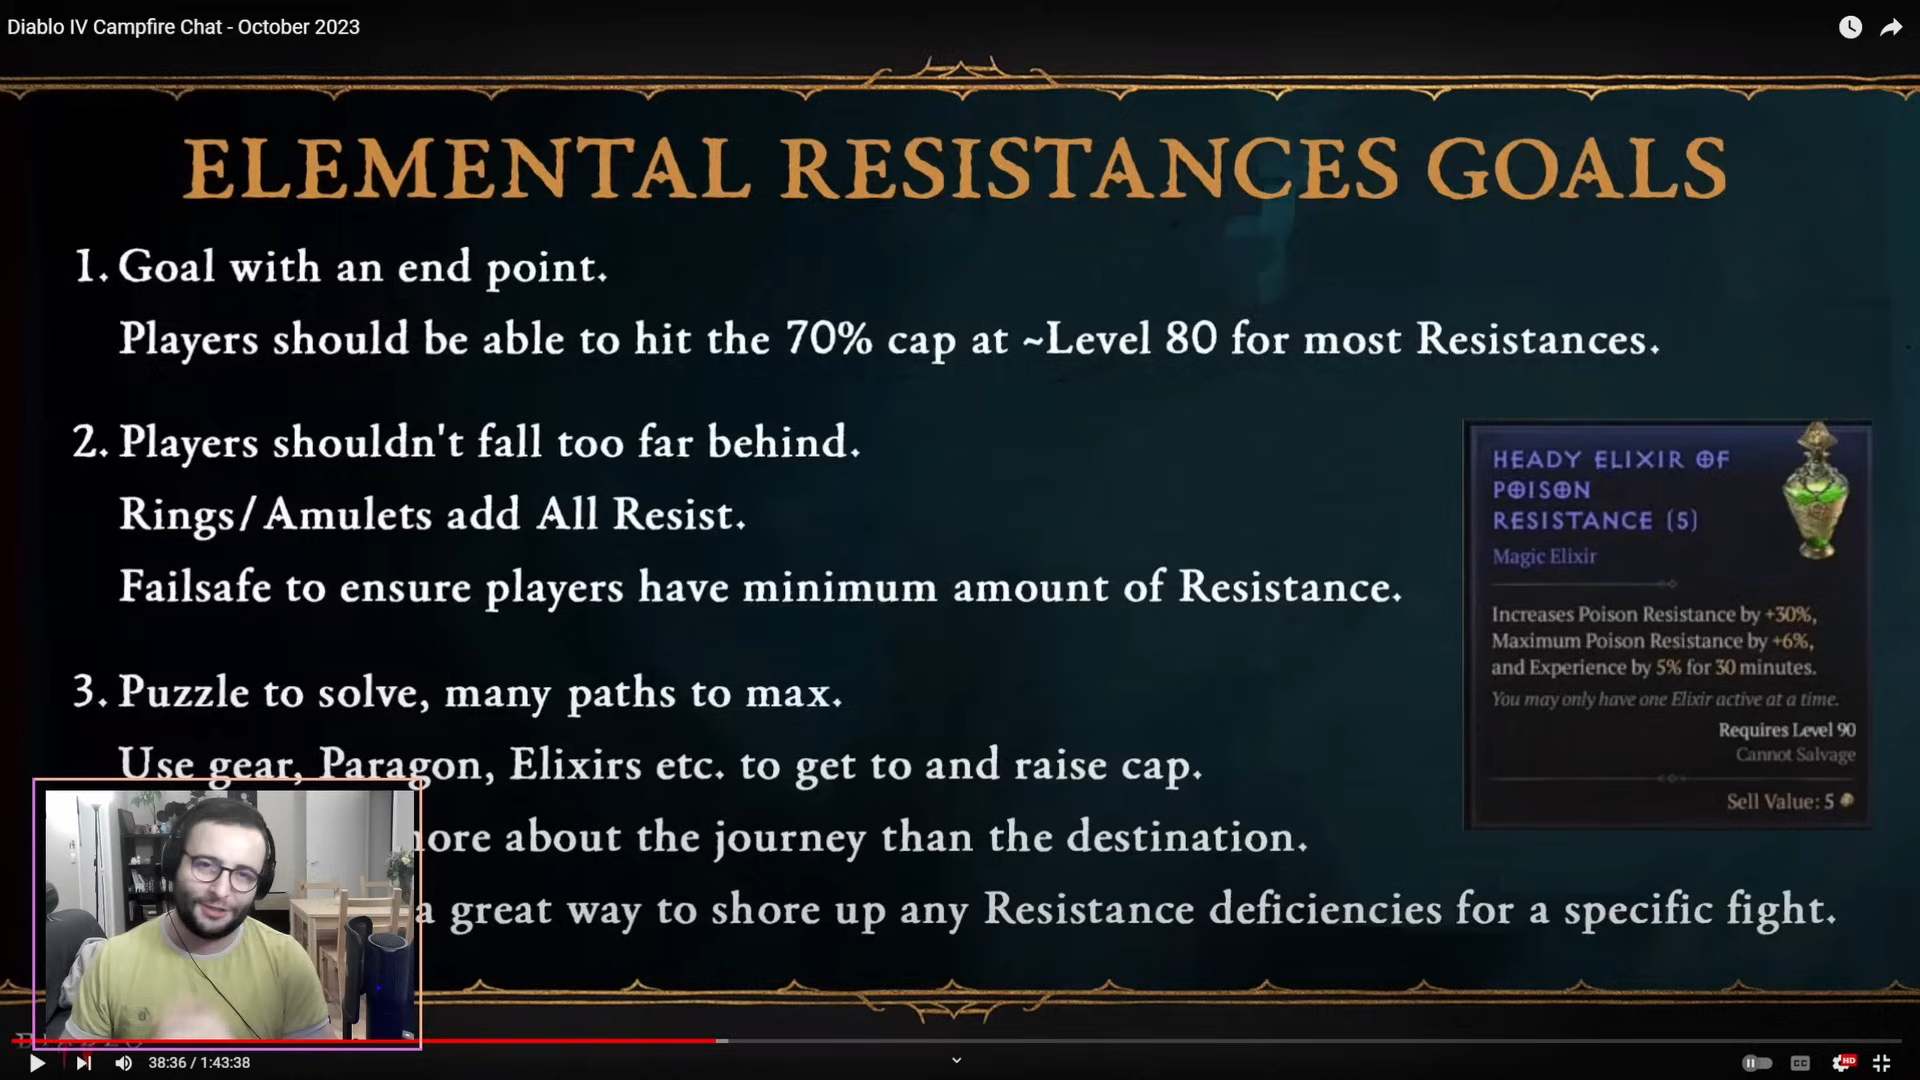 Diablo IV Campfire Chat - October 2023
ELEMENTAL RESISTANCES GOALS
1. Goal with an end point.
Players should be able to hit the 70% cap at ~Level 80 for most Resistances.
2. Players shouldn't fall too far behind.
Rings/Amulets add All Resist.
Failsafe to ensure players have minimum amount of Resistance.
3. Puzzle to solve, many paths to max.
Use gear, Paragon, Elixirs etc. to get to and raise cap.
about the journey than the destination.
a great way to shore up any Resistance deficiencies for a specific fight.
HEADY ELIXIR OF
POISON
RESISTANCE (5)
Magic Elixir
Increases Poison Resistance by +30%,
Maximum Poison Resistance by +6%,
and Experience by 5% for 30 minutes.
You may only have one Elixir active at a time.
Requires Level 90
Cannot Salvage
Sell Value: 5
38:36 / 1:43:38
CC
HD